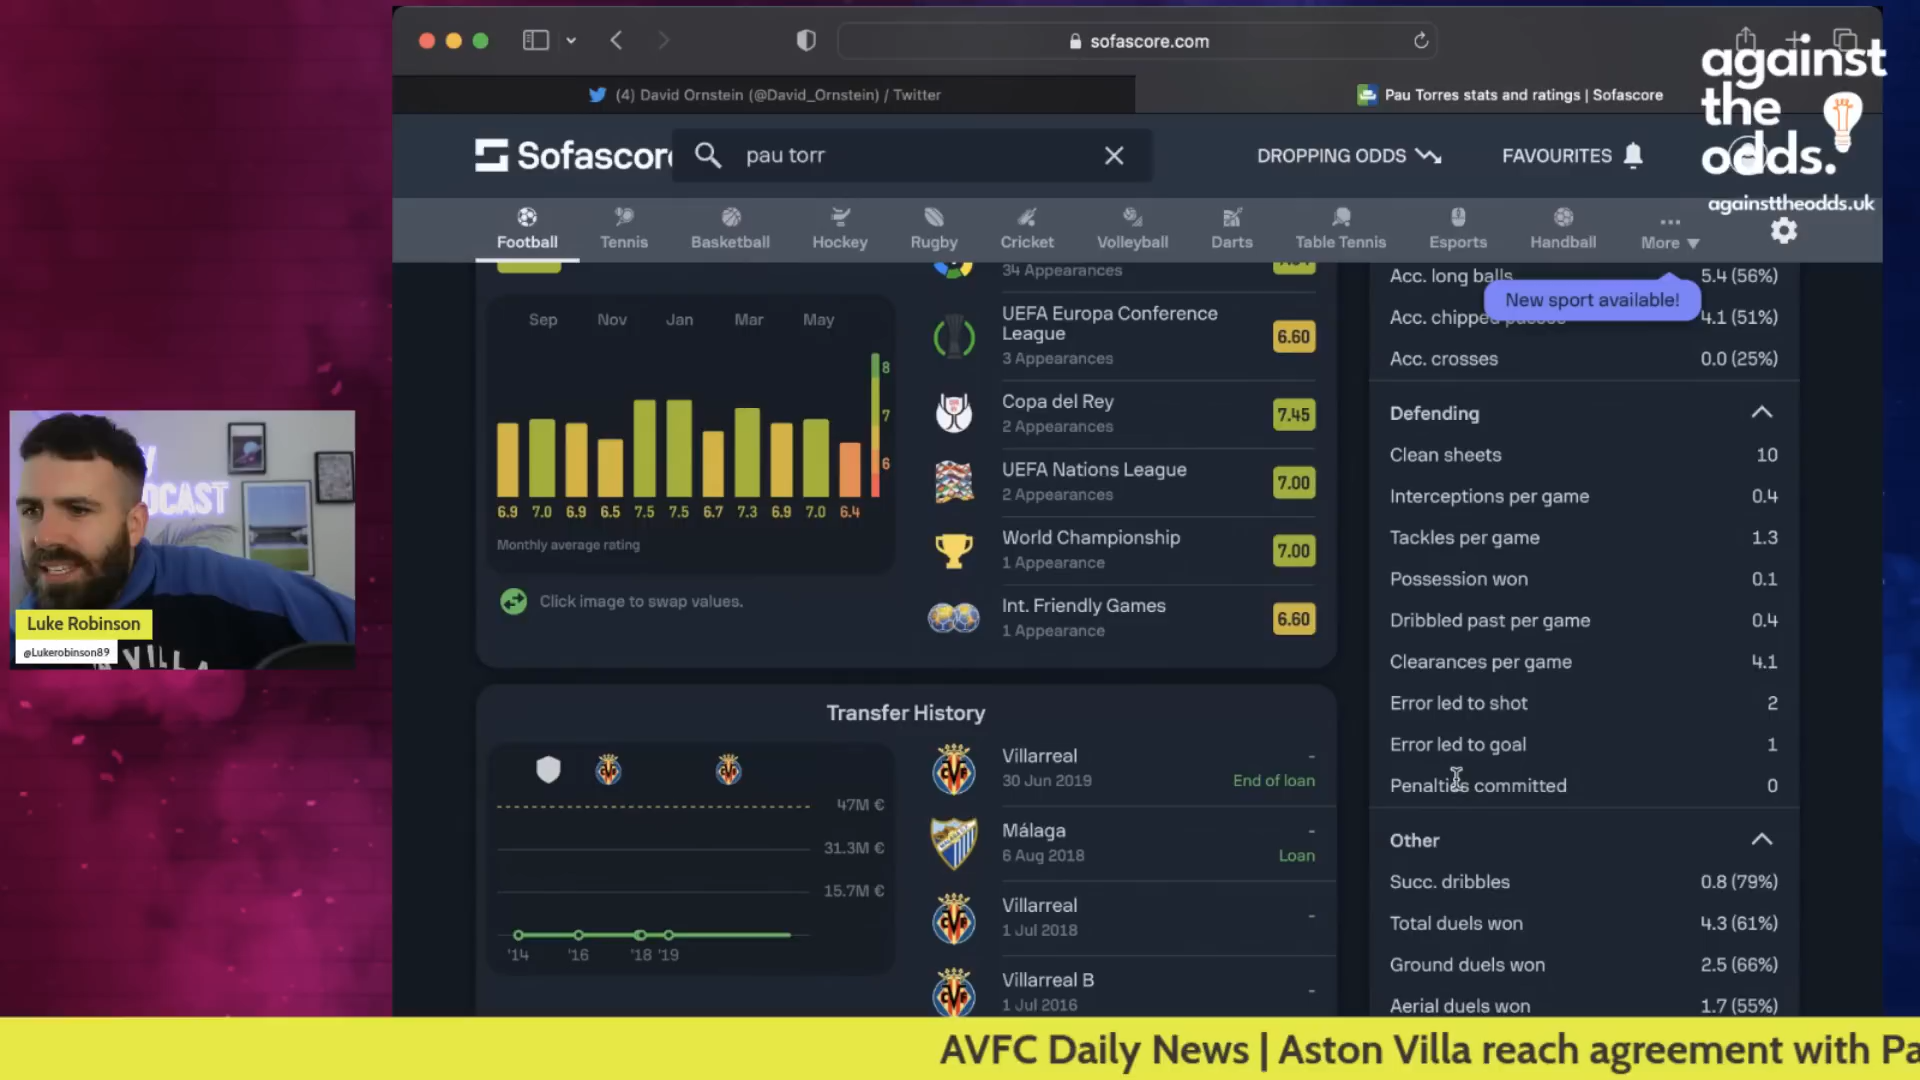 sofascore.com
(4) David Ornstein (@David_Ornstein) / Twitter
Pau Torres stats and ratings | Sofascore
against
the
odds.
againsttheodds.uk
Sofascor
pau torr
DROPPING ODDS
FAVOURITES
Football
Tennis
Basketball
Hockey
Rugby
Cricket
Volleyball
Darts
Table Tennis
Esports
Handball
More
New sport available!
Sep
Nov
Jan
Mar
May
8
7
6
6.9 7.0 6.9 6.5 7.5 7.5 6.7 7.3 6.9 7.0 6.4
Monthly average rating
Click image to swap values.
34 Appearances
UEFA Europa Conference
League
3 Appearances
6.60
Copa del Rey
2 Appearances
7.45
UEFA Nations League
2 Appearances
7.00
World Championship
1 Appearance
7.00
Int. Friendly Games
1 Appearance
6.60
Transfer History
47M €
31.3M €
15.7M €
'14 '16 '18 '19
Villarreal -
30 Jun 2019 End of loan
Málaga -
6 Aug 2018 Loan
Villarreal -
1 Jul 2018
Villarreal B -
1 Jul 2016
Acc. long balls 5.4 (56%)
Acc. chipped 4.1 (51%)
Acc. crosses 0.0 (25%)
Defending
Clean sheets 10
Interceptions per game 0.4
Tackles per game 1.3
Possession won 0.1
Dribbled past per game 0.4
Clearances per game 4.1
Error led to shot 2
Error led to goal 1
Penalties committed 0
Other
Succ. dribbles 0.8 (79%)
Total duels won 4.3 (61%)
Ground duels won 2.5 (66%)
Aerial duels won 1.7 (55%)
Luke Robinson
@Lukerobinson89
AVFC Daily News | Aston Villa reach agreement with Pa